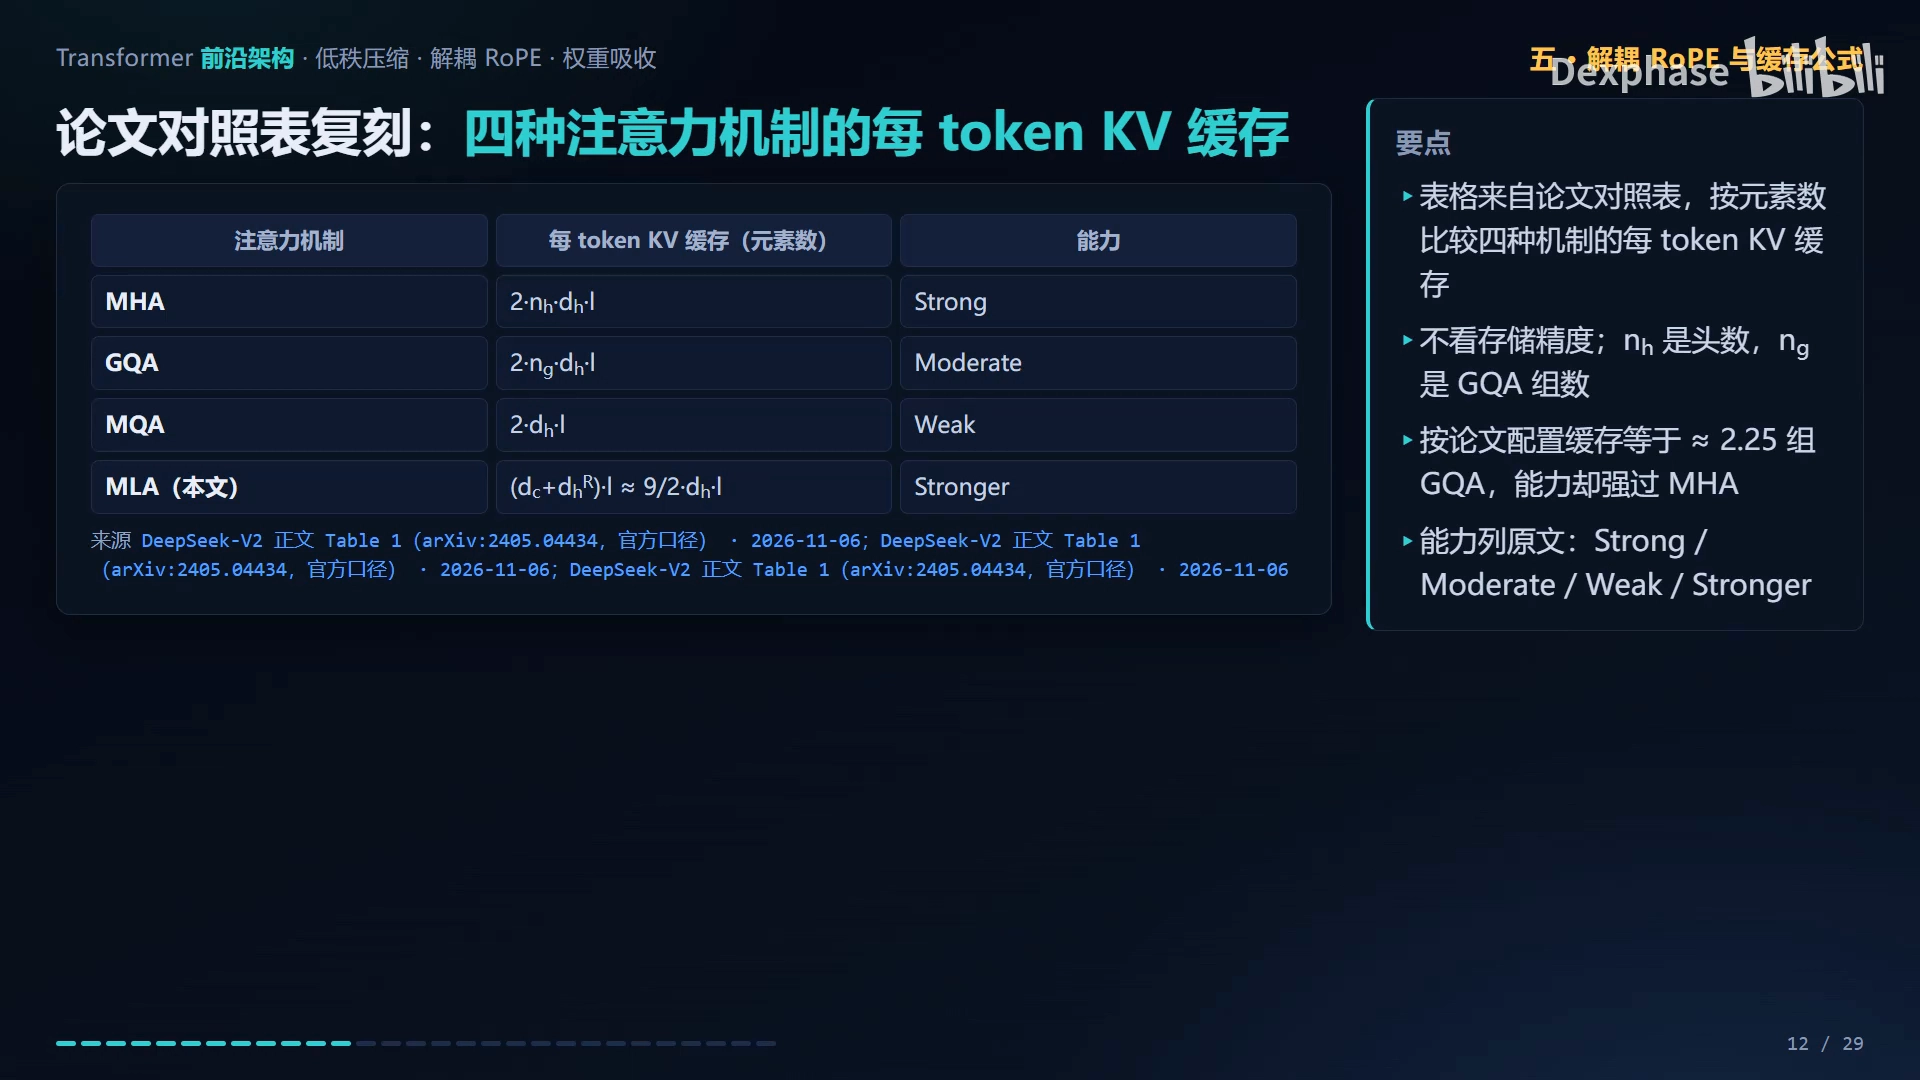 Transformer 前沿架构 · 低秩压缩 · 解耦 RoPE · 权重吸收
五 · 解耦 RoPE 与缓存公式
Dexphase bilibili
论文对照表复刻：四种注意力机制的每 token KV 缓存
注意力机制 每 token KV 缓存（元素数） 能力
MHA 2·nₕ·dₕ·l Strong
GQA 2·n_g·dₕ·l Moderate
MQA 2·dₕ·l Weak
MLA（本文） (d_c+dₕᴿ)·l ≈ 9/2·dₕ·l Stronger
来源 DeepSeek-V2 正文 Table 1（arXiv:2405.04434，官方口径） · 2026-11-06；DeepSeek-V2 正文 Table 1
（arXiv:2405.04434，官方口径） · 2026-11-06；DeepSeek-V2 正文 Table 1（arXiv:2405.04434，官方口径） · 2026-11-06
要点
▸表格来自论文对照表，按元素数
比较四种机制的每 token KV 缓
存
▸不看存储精度；nₕ 是头数，n_g
是 GQA 组数
▸按论文配置缓存等于 ≈ 2.25 组
GQA，能力却强过 MHA
▸能力列原文：Strong /
Moderate / Weak / Stronger
12 / 29